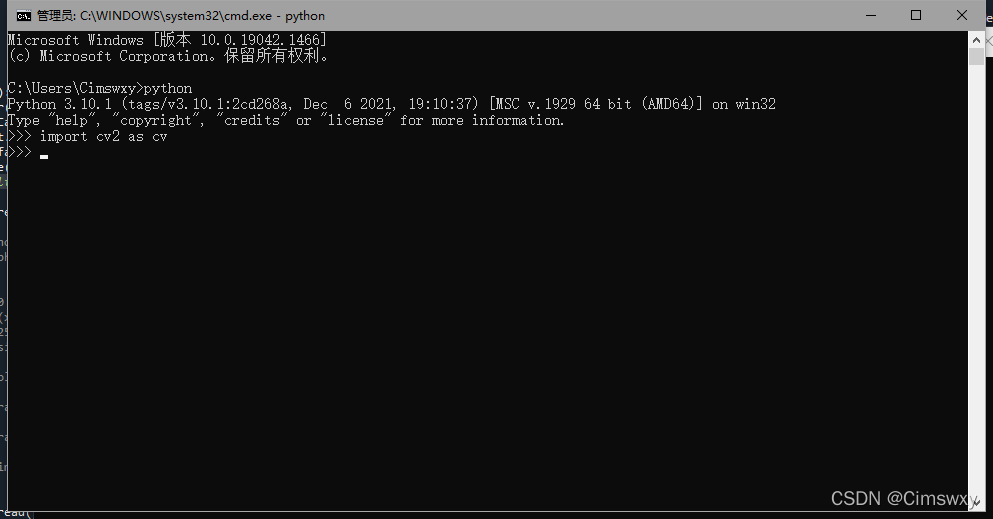 管理员: C:\WINDOWS\system32\cmd.exe - python
Microsoft Windows [版本 10.0.19042.1466]
(c) Microsoft Corporation。保留所有权利。
C:\Users\Cimswxy>python
Python 3.10.1 (tags/v3.10.1:2cd268a, Dec  6 2021, 19:10:37) [MSC v.1929 64 bit (AMD64)] on win32
Type "help", "copyright", "credits" or "license" for more information.
>>> import cv2 as cv
>>>
CSDN @Cimswxy